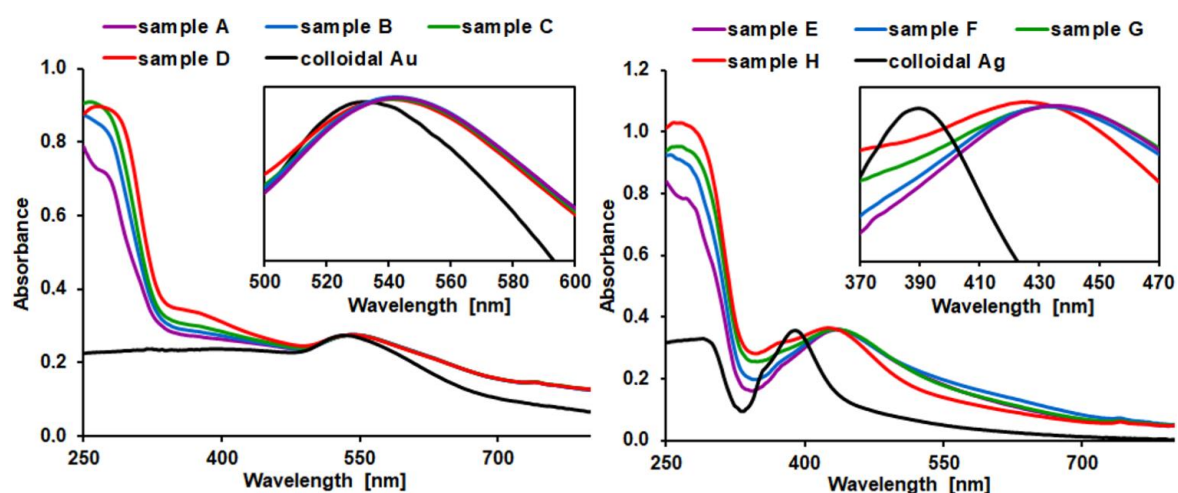 sample A sample B sample C
sample D colloidal Au
1.0
0.8
0.6
0.4
0.2
0.0
Absorbance
250 400 550 700
Wavelength [nm]
500 520 540 560 580 600
Wavelength [nm]
sample E sample F sample G
sample H colloidal Ag
1.2
1.0
0.8
0.6
0.4
0.2
0.0
Absorbance
250 400 550 700
Wavelength [nm]
370 390 410 430 450 470
Wavelength [nm]